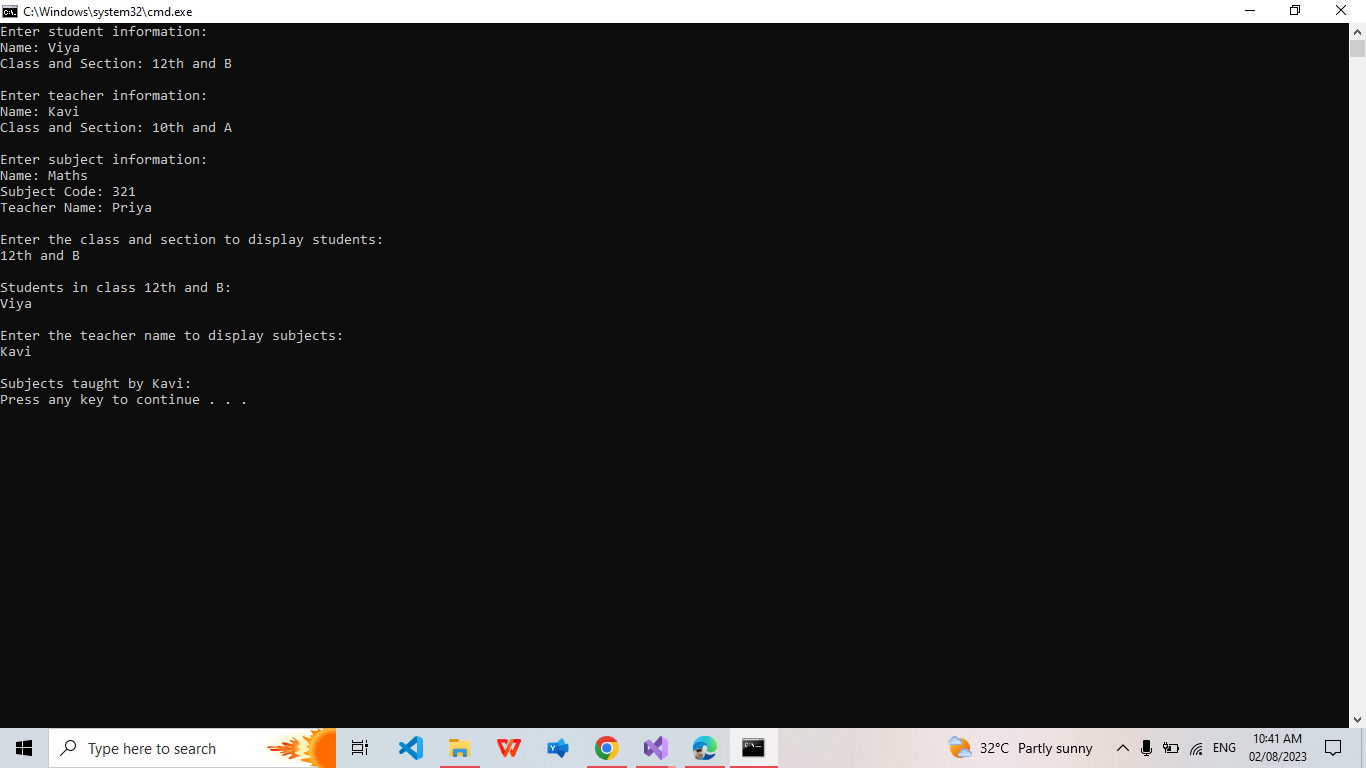 C:\Windows\system32\cmd.exe
Enter student information:
Name: Viya
Class and Section: 12th and B
Enter teacher information:
Name: Kavi
Class and Section: 10th and A
Enter subject information:
Name: Maths
Subject Code: 321
Teacher Name: Priya
Enter the class and section to display students:
12th and B
Students in class 12th and B:
Viya
Enter the teacher name to display subjects:
Kavi
Subjects taught by Kavi:
Press any key to continue . . .
Type here to search
32°C Partly sunny
ENG
10:41 AM
02/08/2023